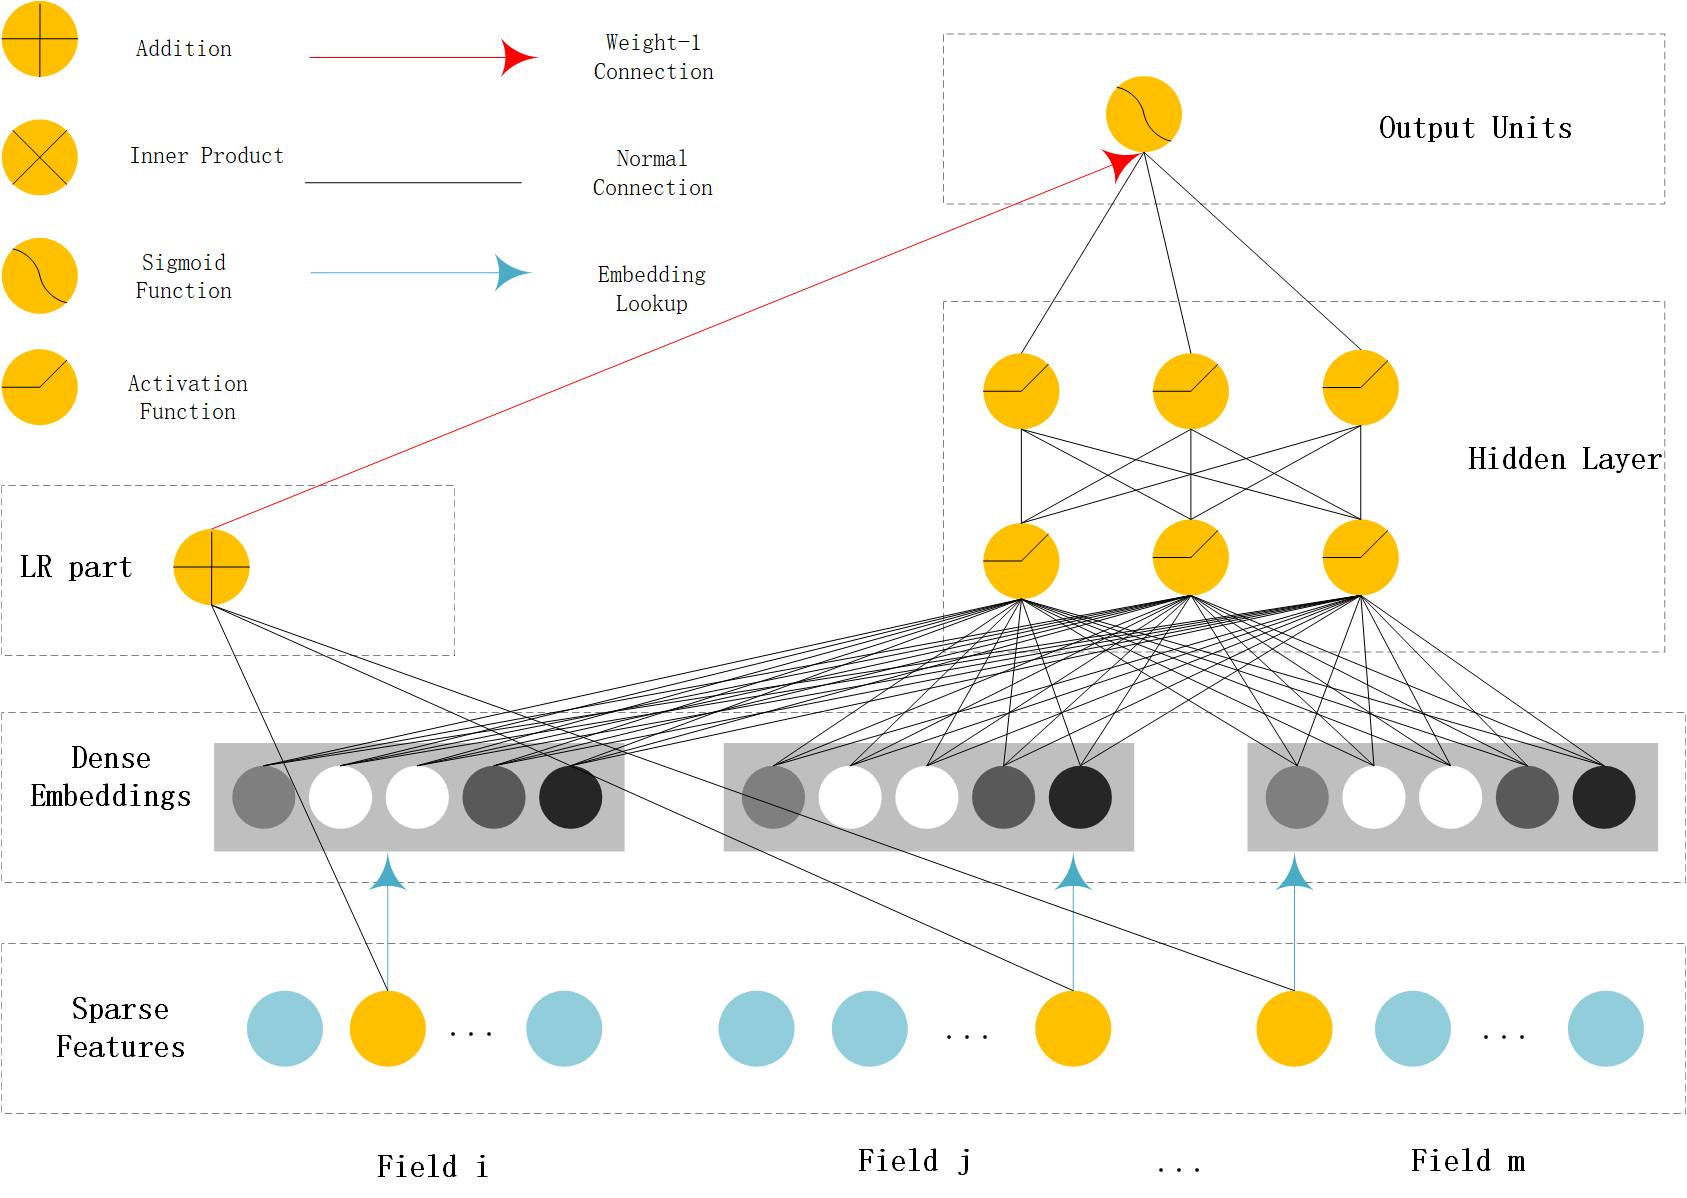 Addition
Weight-1
Connection
Inner Product
Normal
Connection
Sigmoid
Function
Embedding
Lookup
Activation
Function
Output Units
Hidden Layer
LR part
Dense
Embeddings
Sparse
Features
...
...
...
Field i
Field j
...
Field m